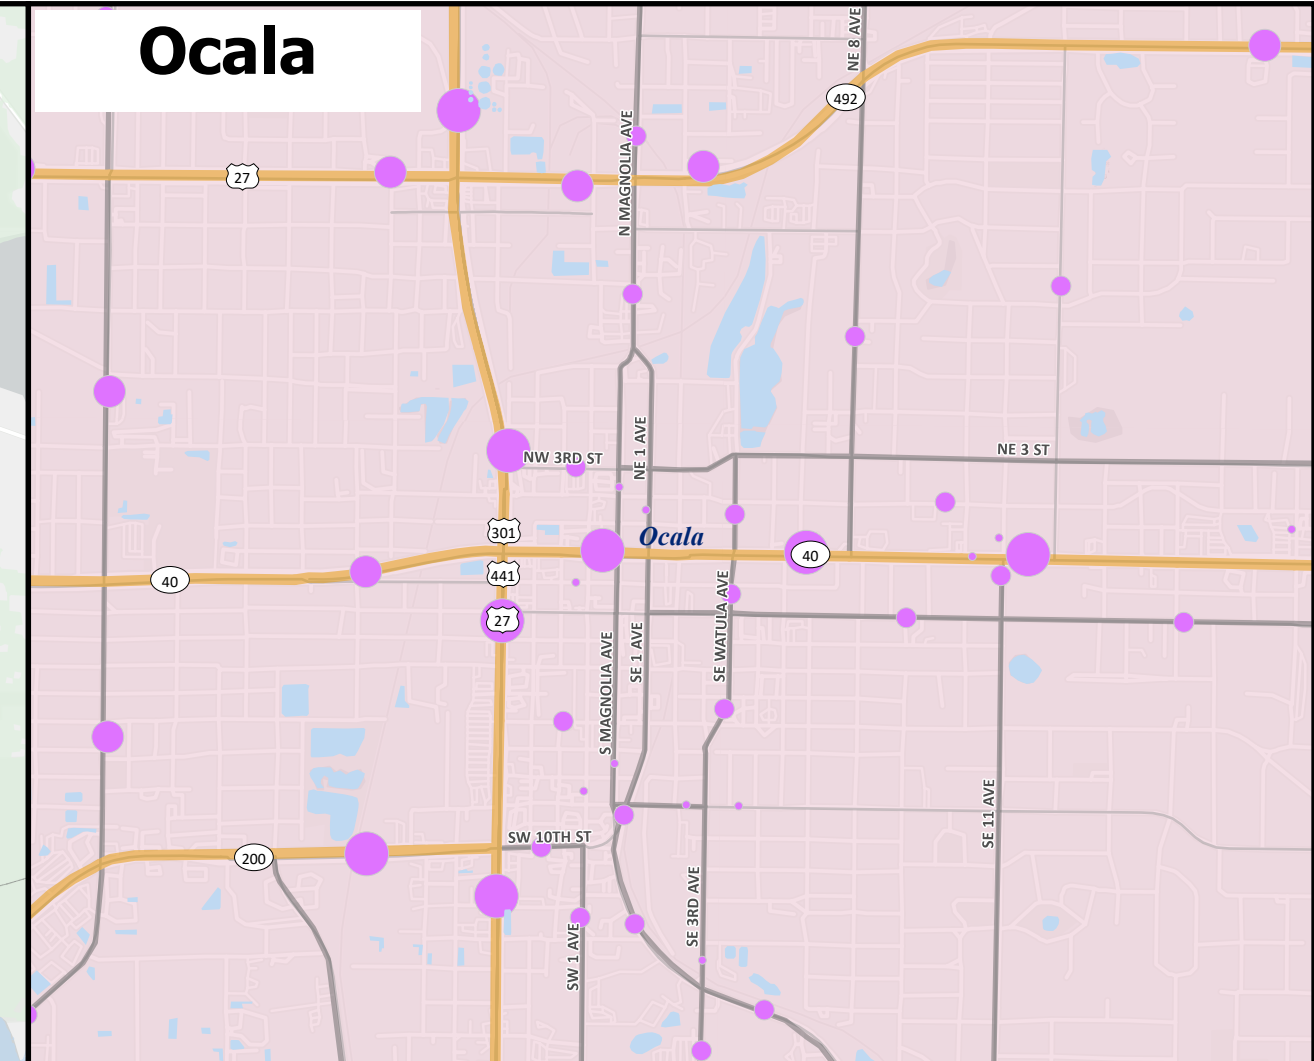 Ocala
NE 8 AVE
492
N MAGNOLIA AVE
27
NE 1 AVE
NW 3RD ST
NE 3 ST
301
Ocala
40
40
441
27
SE WATULA AVE
S MAGNOLIA AVE
SE 1 AVE
SE 11 AVE
SW 10TH ST
200
SE 3RD AVE
SW 1 AVE